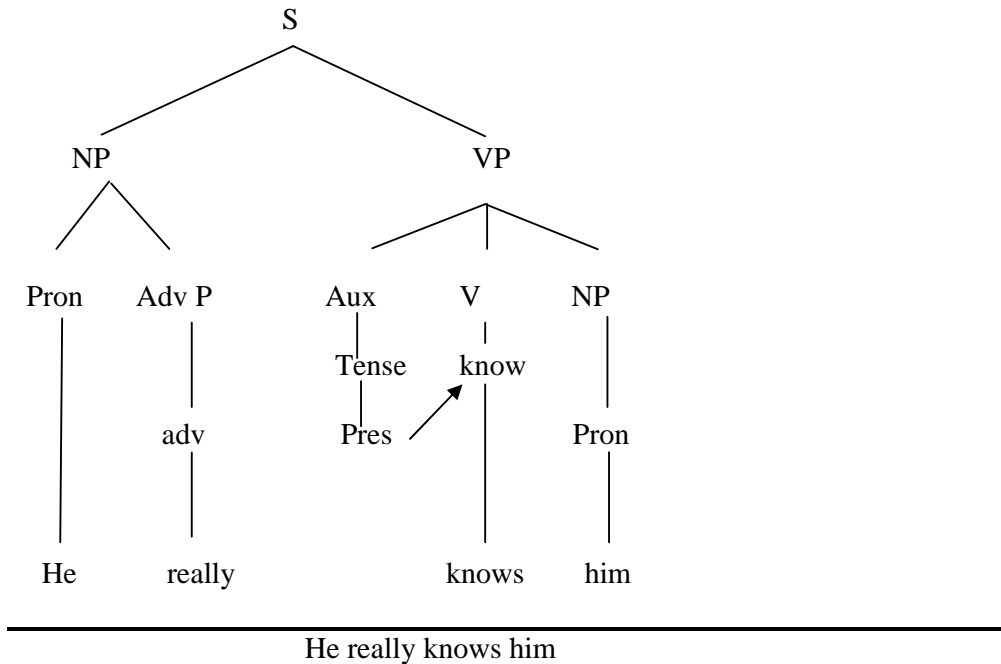 S
NP VP
Pron Adv P Aux V NP
Tense know
adv Pres Pron
He really knows him
He really knows him